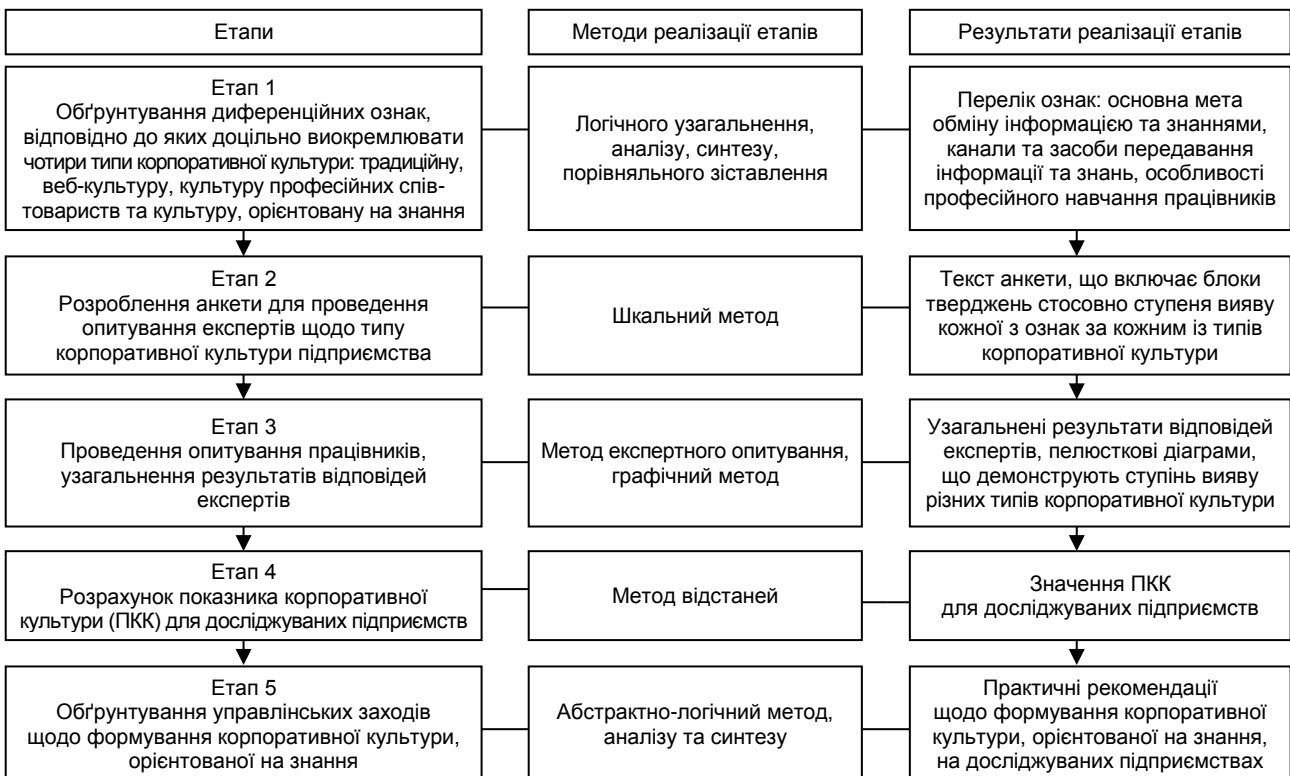 Етапи
Методи реалізації етапів
Результати реалізації етапів
Етап 1
Обґрунтування диференційних ознак,
відповідно до яких доцільно виокремлювати
чотири типи корпоративної культури: традиційну,
веб-культуру, культуру професійних спів-
товариств та культуру, орієнтовану на знання
Логічного узагальнення,
аналізу, синтезу,
порівняльного зіставлення
Перелік ознак: основна мета
обміну інформацією та знаннями,
канали та засоби передавання
інформації та знань, особливості
професійного навчання працівників
Етап 2
Розроблення анкети для проведення
опитування експертів щодо типу
корпоративної культури підприємства
Шкальний метод
Текст анкети, що включає блоки
тверджень стосовно ступеня вияву
кожної з ознак за кожним із типів
корпоративної культури
Етап 3
Проведення опитування працівників,
узагальнення результатів відповідей
експертів
Метод експертного опитування,
графічний метод
Узагальнені результати відповідей
експертів, пелюсткові діаграми,
що демонструють ступінь вияву
різних типів корпоративної культури
Етап 4
Розрахунок показника корпоративної
культури (ПКК) для досліджуваних підприємств
Метод відстаней
Значення ПКК
для досліджуваних підприємств
Етап 5
Обґрунтування управлінських заходів
щодо формування корпоративної культури,
орієнтованої на знання
Абстрактно-логічний метод,
аналізу та синтезу
Практичні рекомендації
щодо формування корпоративної
культури, орієнтованої на знання,
на досліджуваних підприємствах